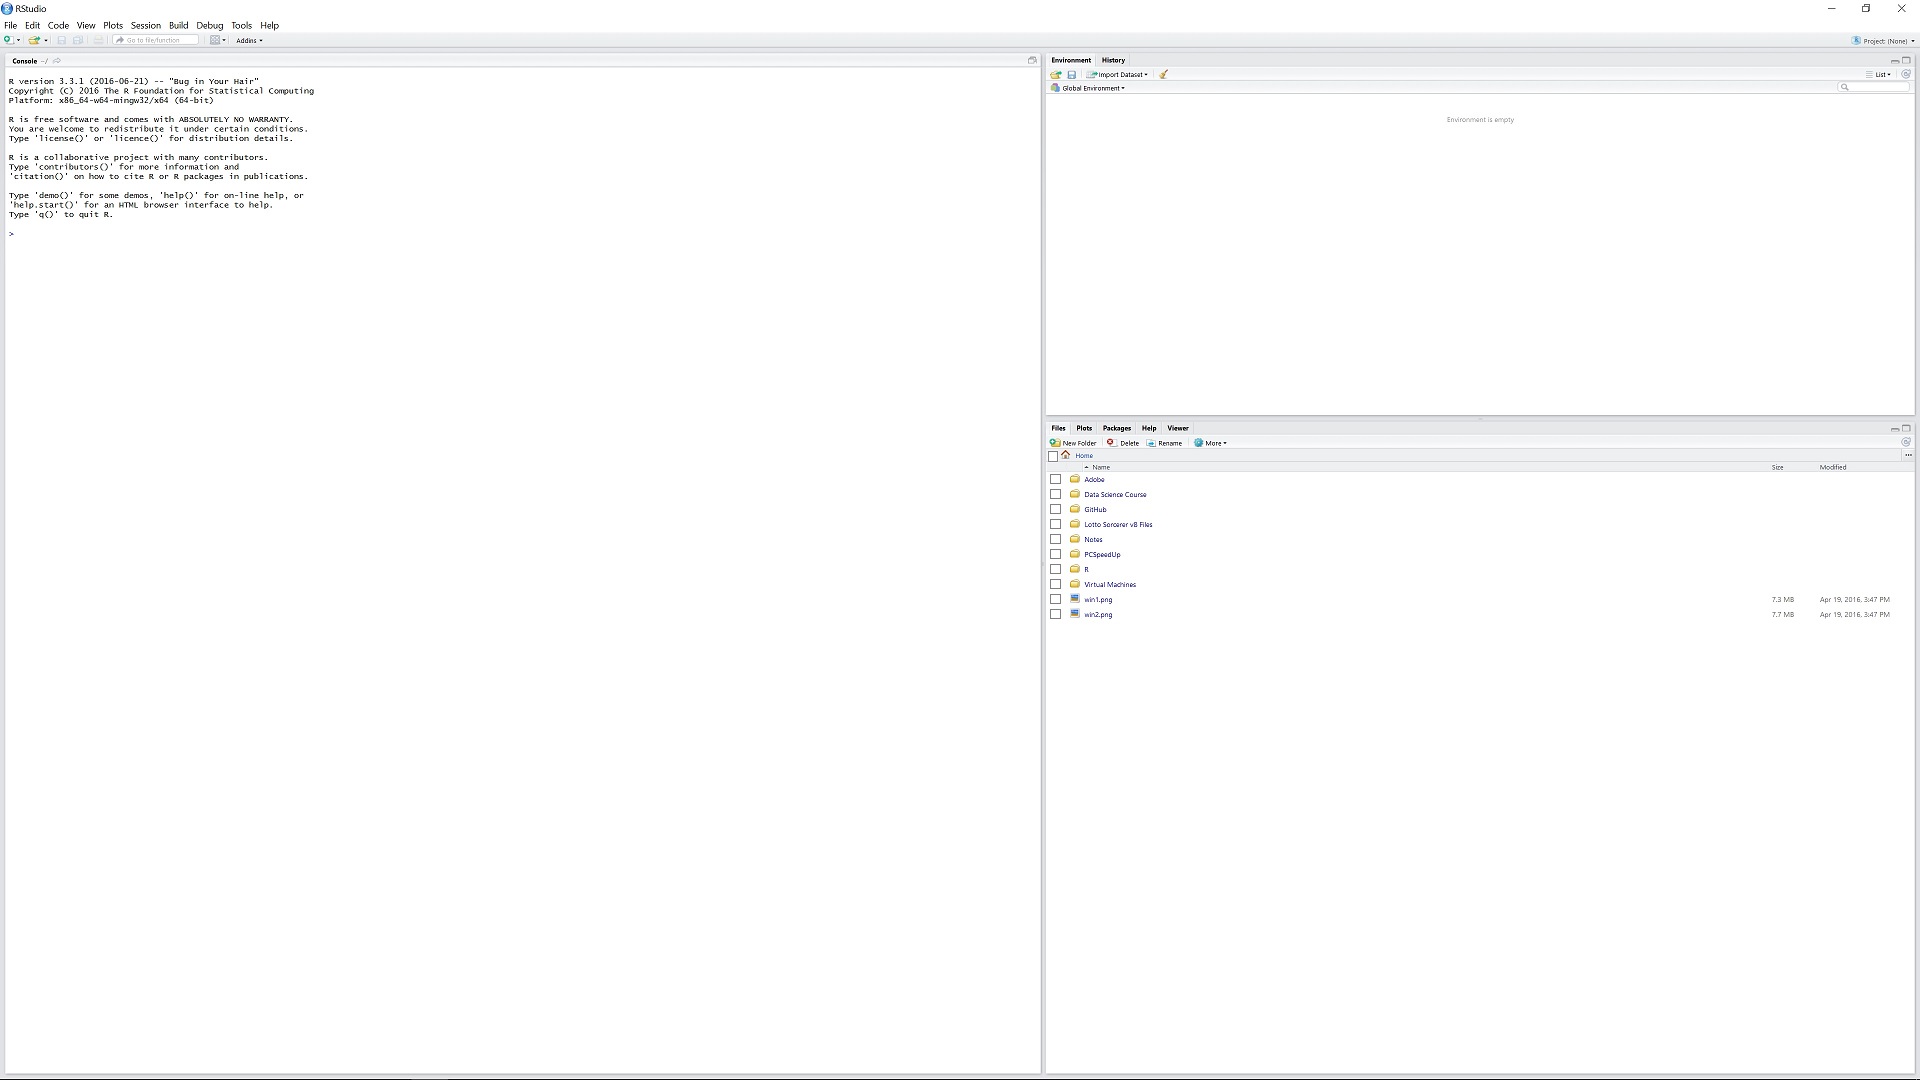 RStudio
File Edit Code View Plots Session Build Debug Tools Help
Go to file/function Addins Project: (None)
Console ~/
R version 3.3.1 (2016-06-21) -- "Bug in Your Hair"
Copyright (C) 2016 The R Foundation for Statistical Computing
Platform: x86_64-w64-mingw32/x64 (64-bit)
R is free software and comes with ABSOLUTELY NO WARRANTY.
You are welcome to redistribute it under certain conditions.
Type 'license()' or 'licence()' for distribution details.
R is a collaborative project with many contributors.
Type 'contributors()' for more information and
'citation()' on how to cite R or R packages in publications.
Type 'demo()' for some demos, 'help()' for on-line help, or
'help.start()' for an HTML browser interface to help.
Type 'q()' to quit R.
>
Environment History
Import Dataset List
Global Environment
Environment is empty
Files Plots Packages Help Viewer
New Folder Delete Rename More
Home
Name Size Modified
Adobe
Data Science Course
GitHub
Lotto Sorcerer v8 Files
Notes
PCSpeedUp
R
Virtual Machines
win1.png 7.3 MB Apr 19, 2016, 3:47 PM
win2.png 7.7 MB Apr 19, 2016, 3:47 PM